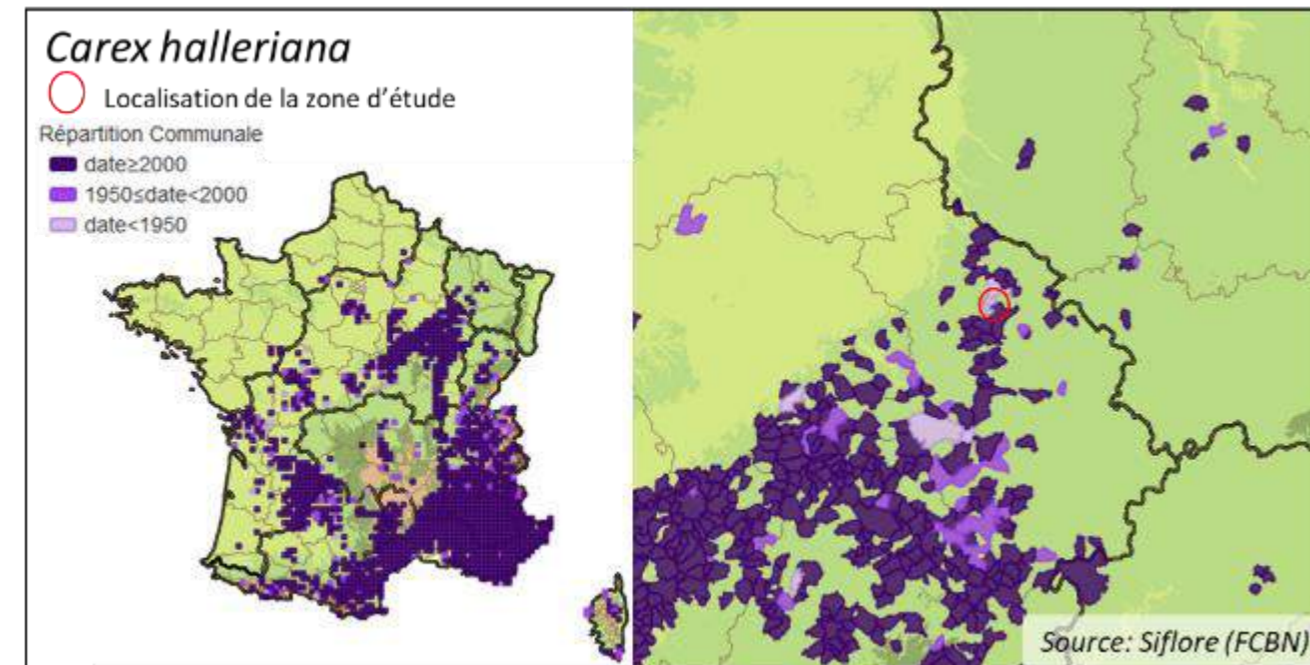 Carex halleriana
Localisation de la zone d'étude
Répartition Communale
date≥2000
1950≤date<2000
date<1950
Source: Siflore (FCBN)